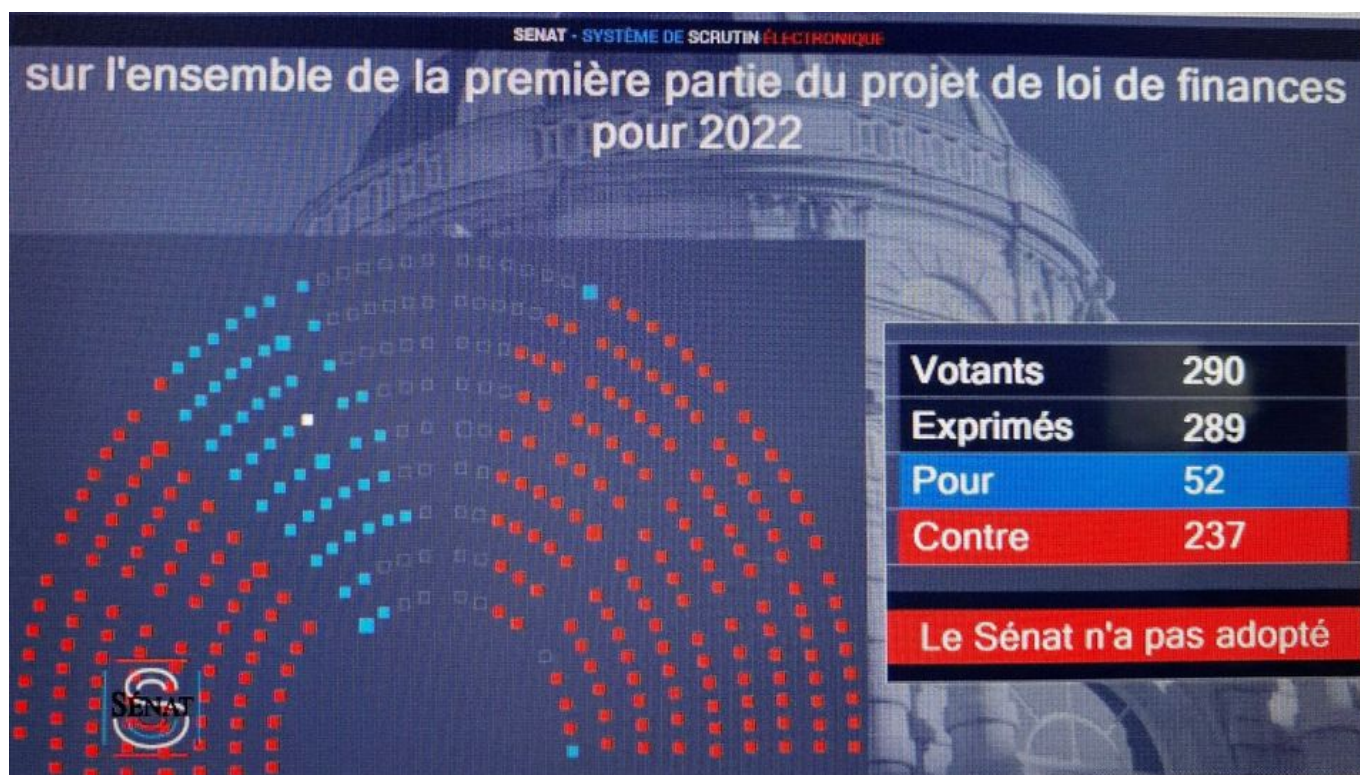 SENAT - SYSTÈME DE SCRUTIN ÉLECTRONIQUE
sur l'ensemble de la première partie du projet de loi de finances
pour 2022
Votants 290
Exprimés 289
Pour 52
Contre 237
Le Sénat n'a pas adopté
SÉNAT